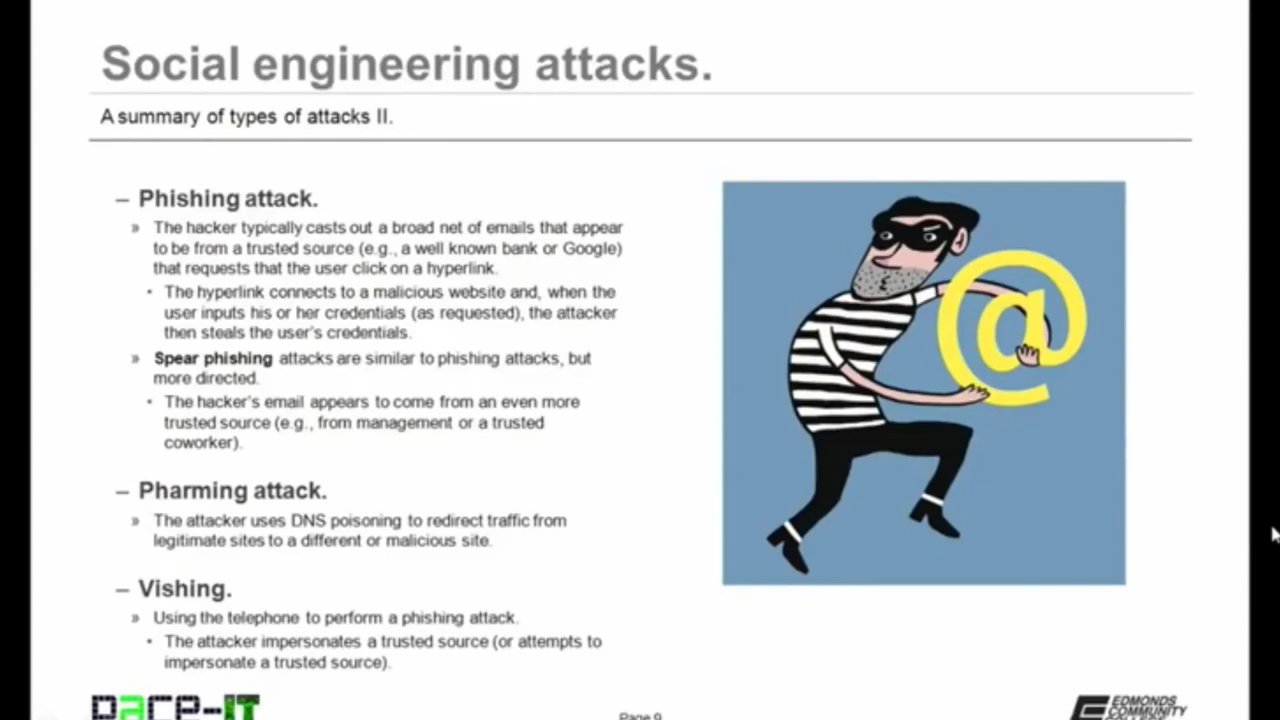 Social engineering attacks.
A summary of types of attacks II.
– Phishing attack.
» The hacker typically casts out a broad net of emails that appear
to be from a trusted source (e.g., a well known bank or Google)
that requests that the user click on a hyperlink.
• The hyperlink connects to a malicious website and, when the
user inputs his or her credentials (as requested), the attacker
then steals the user's credentials.
» Spear phishing attacks are similar to phishing attacks, but
more directed.
• The hacker's email appears to come from an even more
trusted source (e.g., from management or a trusted
coworker).
– Pharming attack.
» The attacker uses DNS poisoning to redirect traffic from
legitimate sites to a different or malicious site.
– Vishing.
» Using the telephone to perform a phishing attack.
• The attacker impersonates a trusted source (or attempts to
impersonate a trusted source).
@
PACE-IT
Page 9
EDMONDS
COMMUNITY